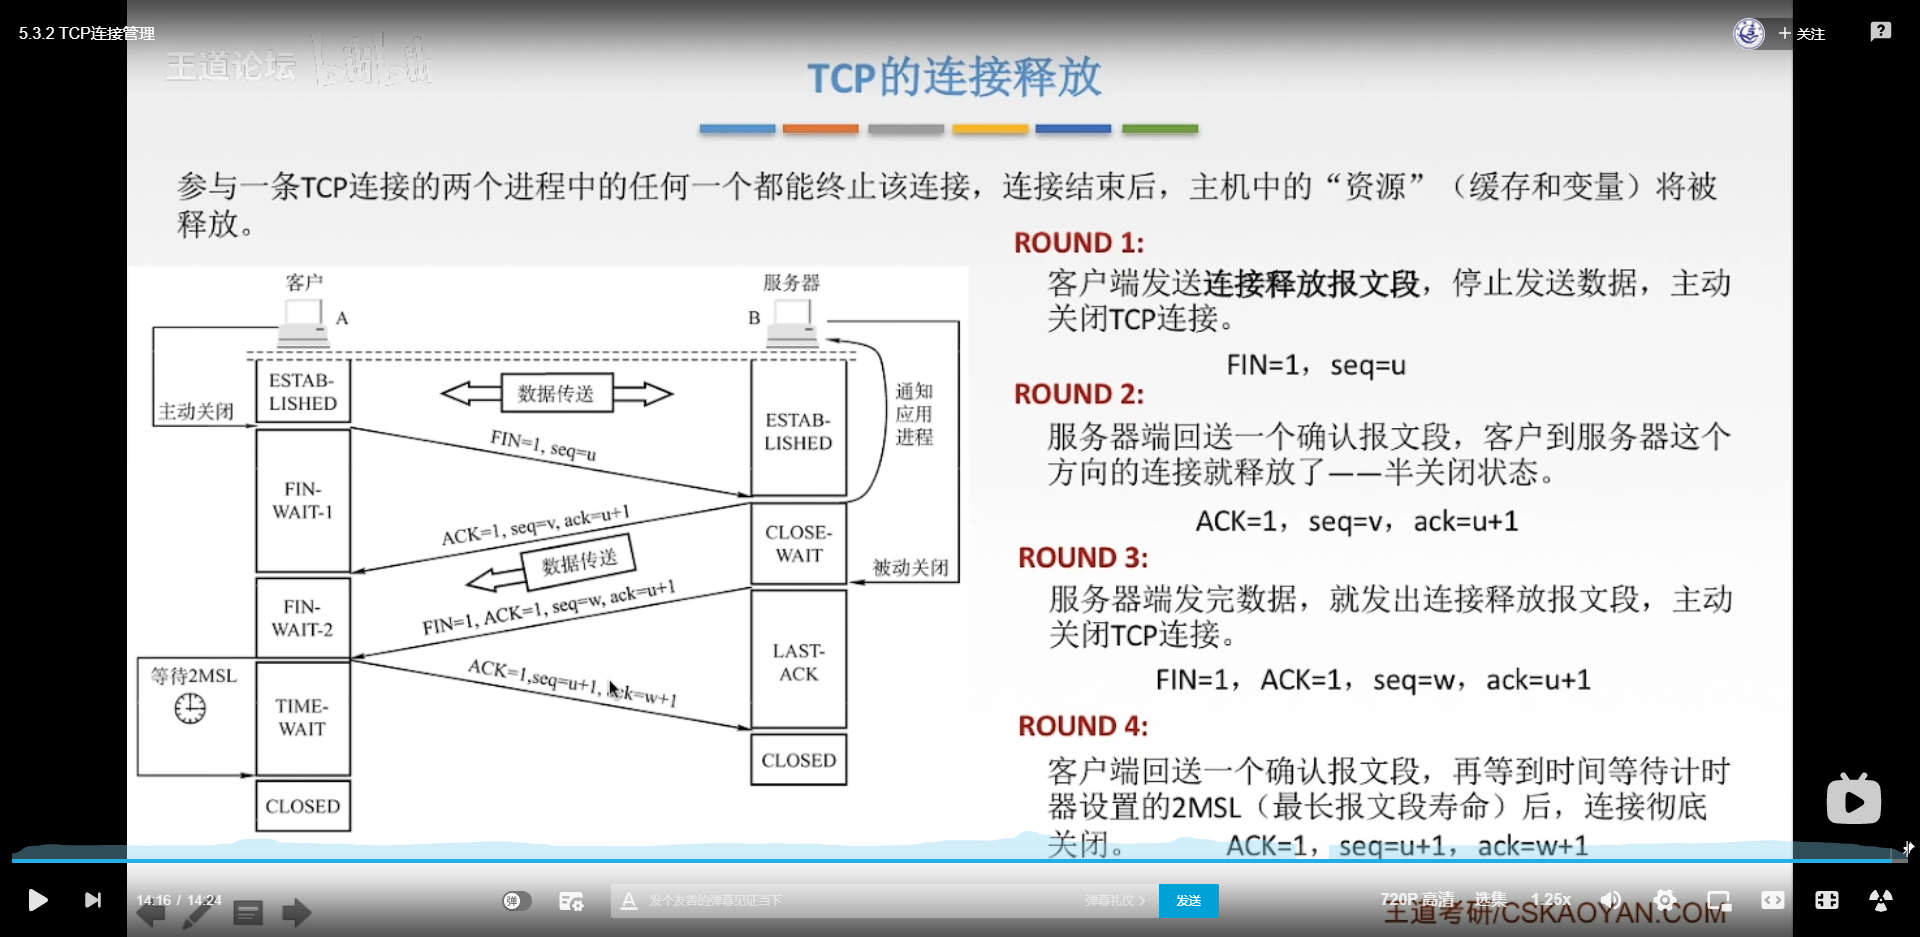 5.3.2 TCP连接管理
+ 关注
王道论坛 bilibili
TCP的连接释放
参与一条TCP连接的两个进程中的任何一个都能终止该连接，连接结束后，主机中的“资源”（缓存和变量）将被
释放。
客户
A
服务器
B
主动关闭
ESTAB-
LISHED
数据传送
ESTAB-
LISHED
通知
应用
进程
FIN=1, seq=u
FIN-
WAIT-1
ACK=1, seq=v, ack=u+1
CLOSE-
WAIT
数据传送
被动关闭
FIN-
WAIT-2
FIN=1, ACK=1, seq=w, ack=u+1
LAST-
ACK
等待2MSL
TIME-
WAIT
ACK=1,seq=u+1, ack=w+1
CLOSED
CLOSED
ROUND 1:
客户端发送连接释放报文段，停止发送数据，主动
关闭TCP连接。
FIN=1，seq=u
ROUND 2:
服务器端回送一个确认报文段，客户到服务器这个
方向的连接就释放了——半关闭状态。
ACK=1，seq=v，ack=u+1
ROUND 3:
服务器端发完数据，就发出连接释放报文段，主动
关闭TCP连接。
FIN=1，ACK=1，seq=w，ack=u+1
ROUND 4:
客户端回送一个确认报文段，再等到时间等待计时
器设置的2MSL（最长报文段寿命）后，连接彻底
关闭。
ACK=1，seq=u+1，ack=w+1
14:16 / 14:24
弹
A 发个友善的弹幕见证当下
弹幕礼仪 >
发送
720P 高清
选集
1.25x
王道考研/CSKAOYAN.COM